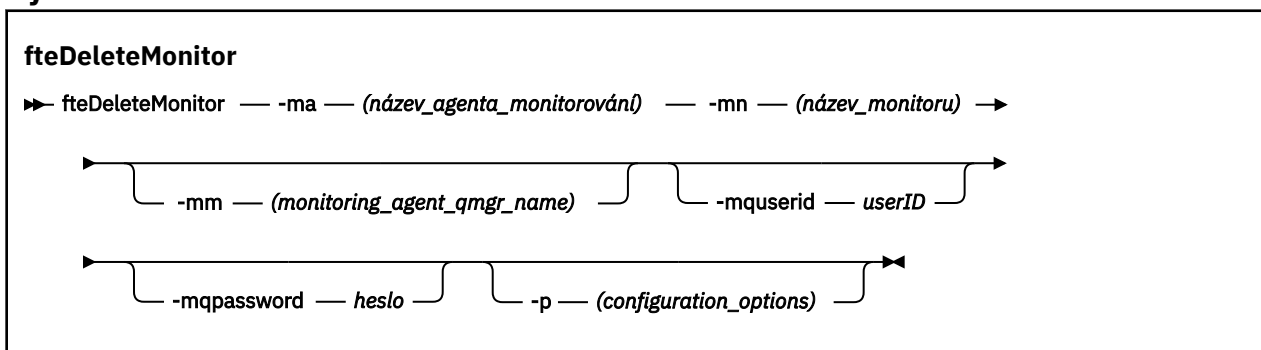 fteDeleteMonitor
fteDeleteMonitor -ma (název_agenta_monitorování) -mn (název_monitoru)
-mm (monitoring_agent_qmgr_name) -mquserid userID
-mqpassword heslo -p (configuration_options)